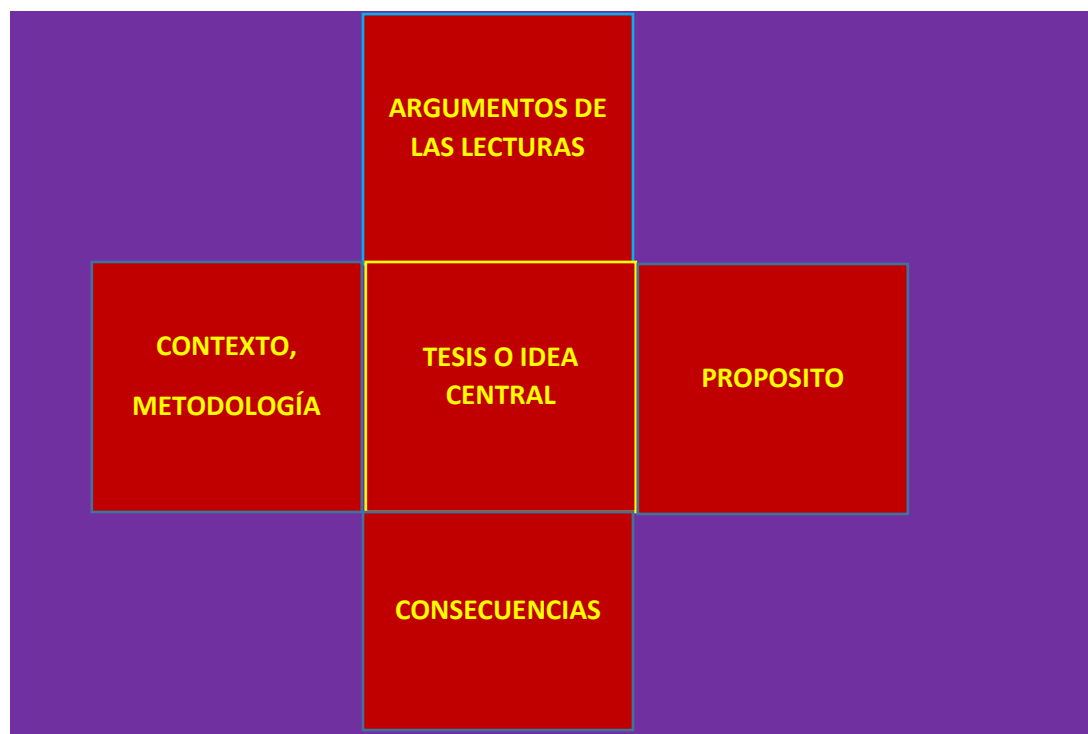 ARGUMENTOS DE
LAS LECTURAS
CONTEXTO,
METODOLOGÍA
TESIS O IDEA
CENTRAL
PROPOSITO
CONSECUENCIAS